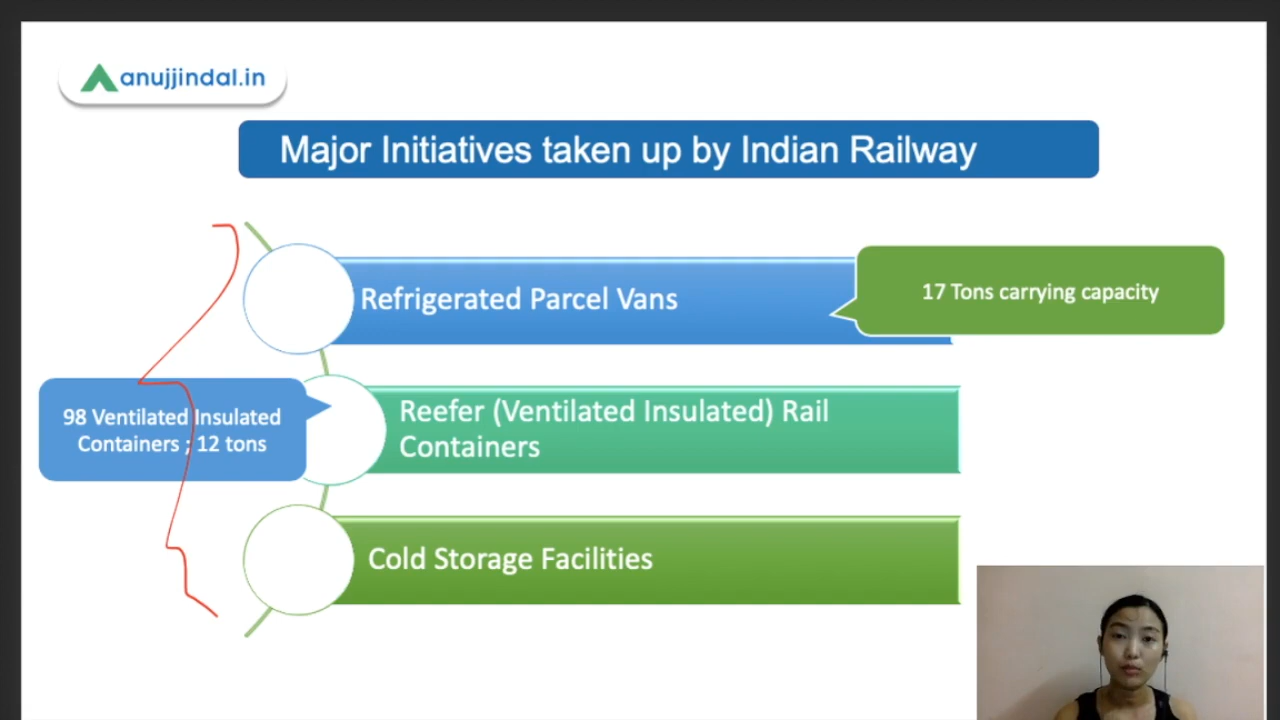 anujjindal.in
Major Initiatives taken up by Indian Railway
Refrigerated Parcel Vans
17 Tons carrying capacity
98 Ventilated Insulated
Containers ; 12 tons
Reefer (Ventilated Insulated) Rail
Containers
Cold Storage Facilities